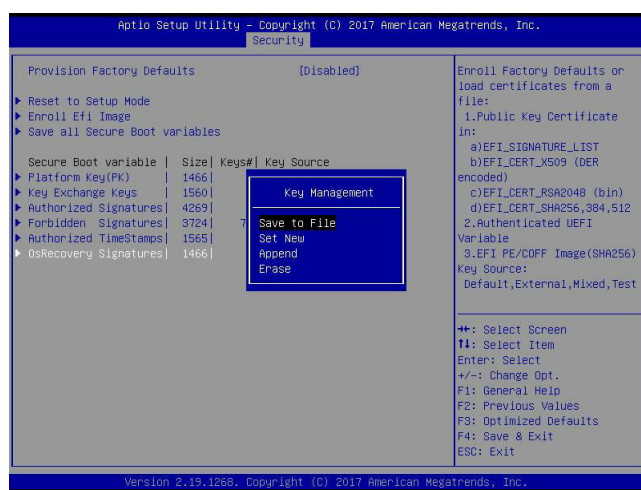 Aptio Setup Utility – Copyright (C) 2017 American Megatrends, Inc.
Security
Provision Factory Defaults [Disabled]
Reset to Setup Mode
Enroll Efi Image
Save all Secure Boot variables
Secure Boot variable | Size| Keys#| Key Source
Platform Key(PK) | 1466|
Key Exchange Keys | 1560|
Authorized Signatures| 4269|
Forbidden Signatures| 3724| 7
Authorized TimeStamps| 1565|
OsRecovery Signatures| 1466|
Key Management
Save to File
Set New
Append
Erase
Enroll Factory Defaults or
load certificates from a
file:
1.Public Key Certificate
in:
a)EFI_SIGNATURE_LIST
b)EFI_CERT_X509 (DER
encoded)
c)EFI_CERT_RSA2048 (bin)
d)EFI_CERT_SHA256,384,512
2.Authenticated UEFI
Variable
3.EFI PE/COFF Image(SHA256)
Key Source:
Default,External,Mixed,Test
→←: Select Screen
↑↓: Select Item
Enter: Select
+/-: Change Opt.
F1: General Help
F2: Previous Values
F3: Optimized Defaults
F4: Save & Exit
ESC: Exit
Version 2.19.1268. Copyright (C) 2017 American Megatrends, Inc.